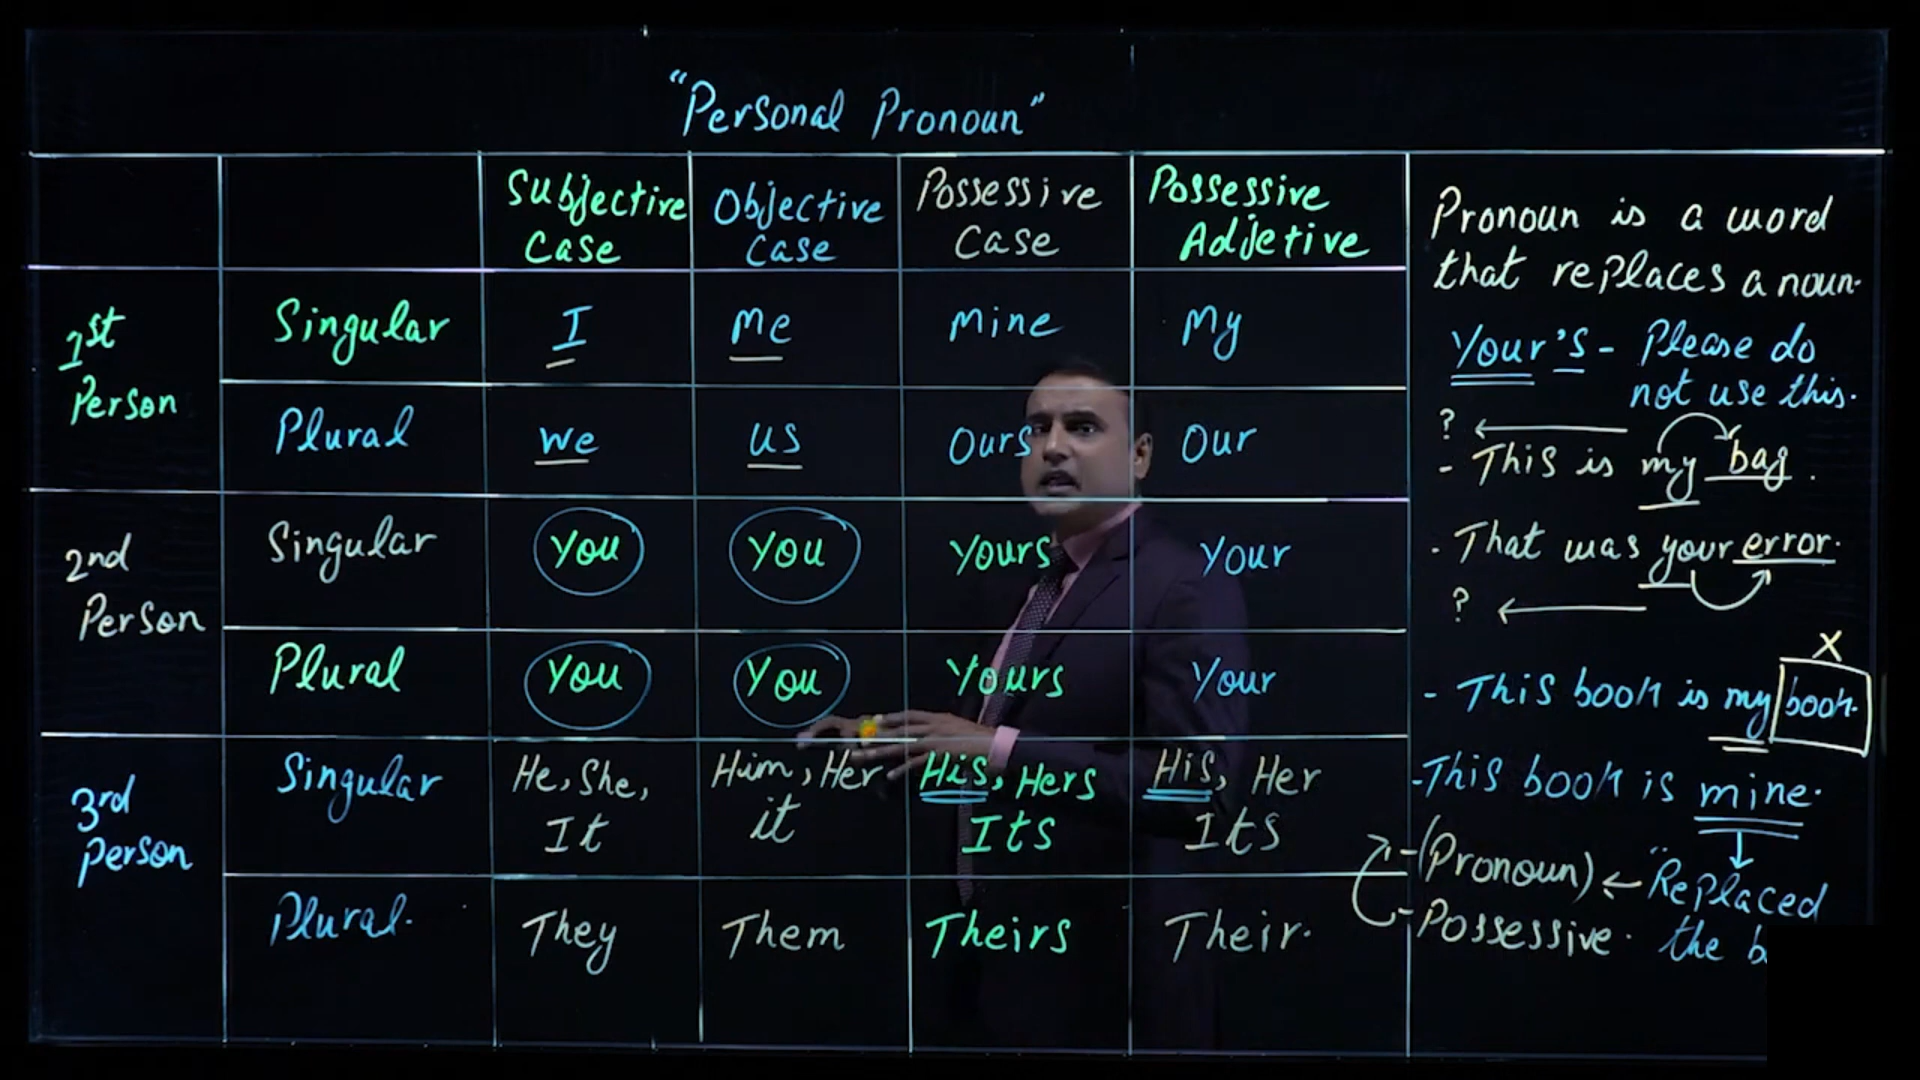 "Personal Pronoun"
Subjective Case
Objective Case
Possessive Case
Possessive Adjetive
1st Person
Singular
I
Me
Mine
My
Plural
We
us
Ours
Our
2nd Person
Singular
You
You
Yours
Your
Plural
You
You
Yours
Your
3rd Person
Singular
He, She, It
Him, Her it
His, Hers Its
His, Her Its
Plural.
They
Them
Theirs
Their.
Pronoun is a word
that replaces a noun.
Your's - Please do
not use this.
?
- This is my bag.
. That was your error.
?
X
- This book is my book.
- This book is mine.
- (Pronoun) ← "Replaced
- Possessive. the